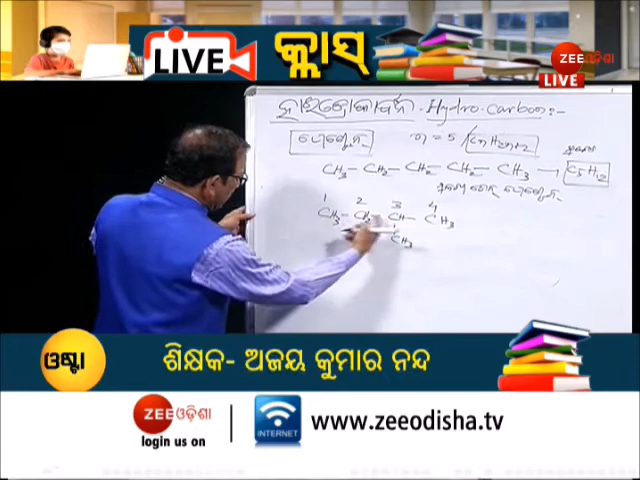 LIVE କ୍ଲାସ୍
ZEE ଓଡ଼ିଶା
LIVE
ହାଇଡ୍ରୋକାର୍ବନ - Hydro-carbon :-
n = 5 / CnH2n+2
CH3 — CH2 — CH2 — CH2 — CH3 → C5H12
1 2 3 4
CH3 — CH2 — CH — CH3
CH3
ଓଷ୍ଟା
ଶିକ୍ଷକ- ଅଜୟ କୁମାର ନନ୍ଦ
ZEE ଓଡ଼ିଶା
login us on
INTERNET
www.zeeodisha.tv